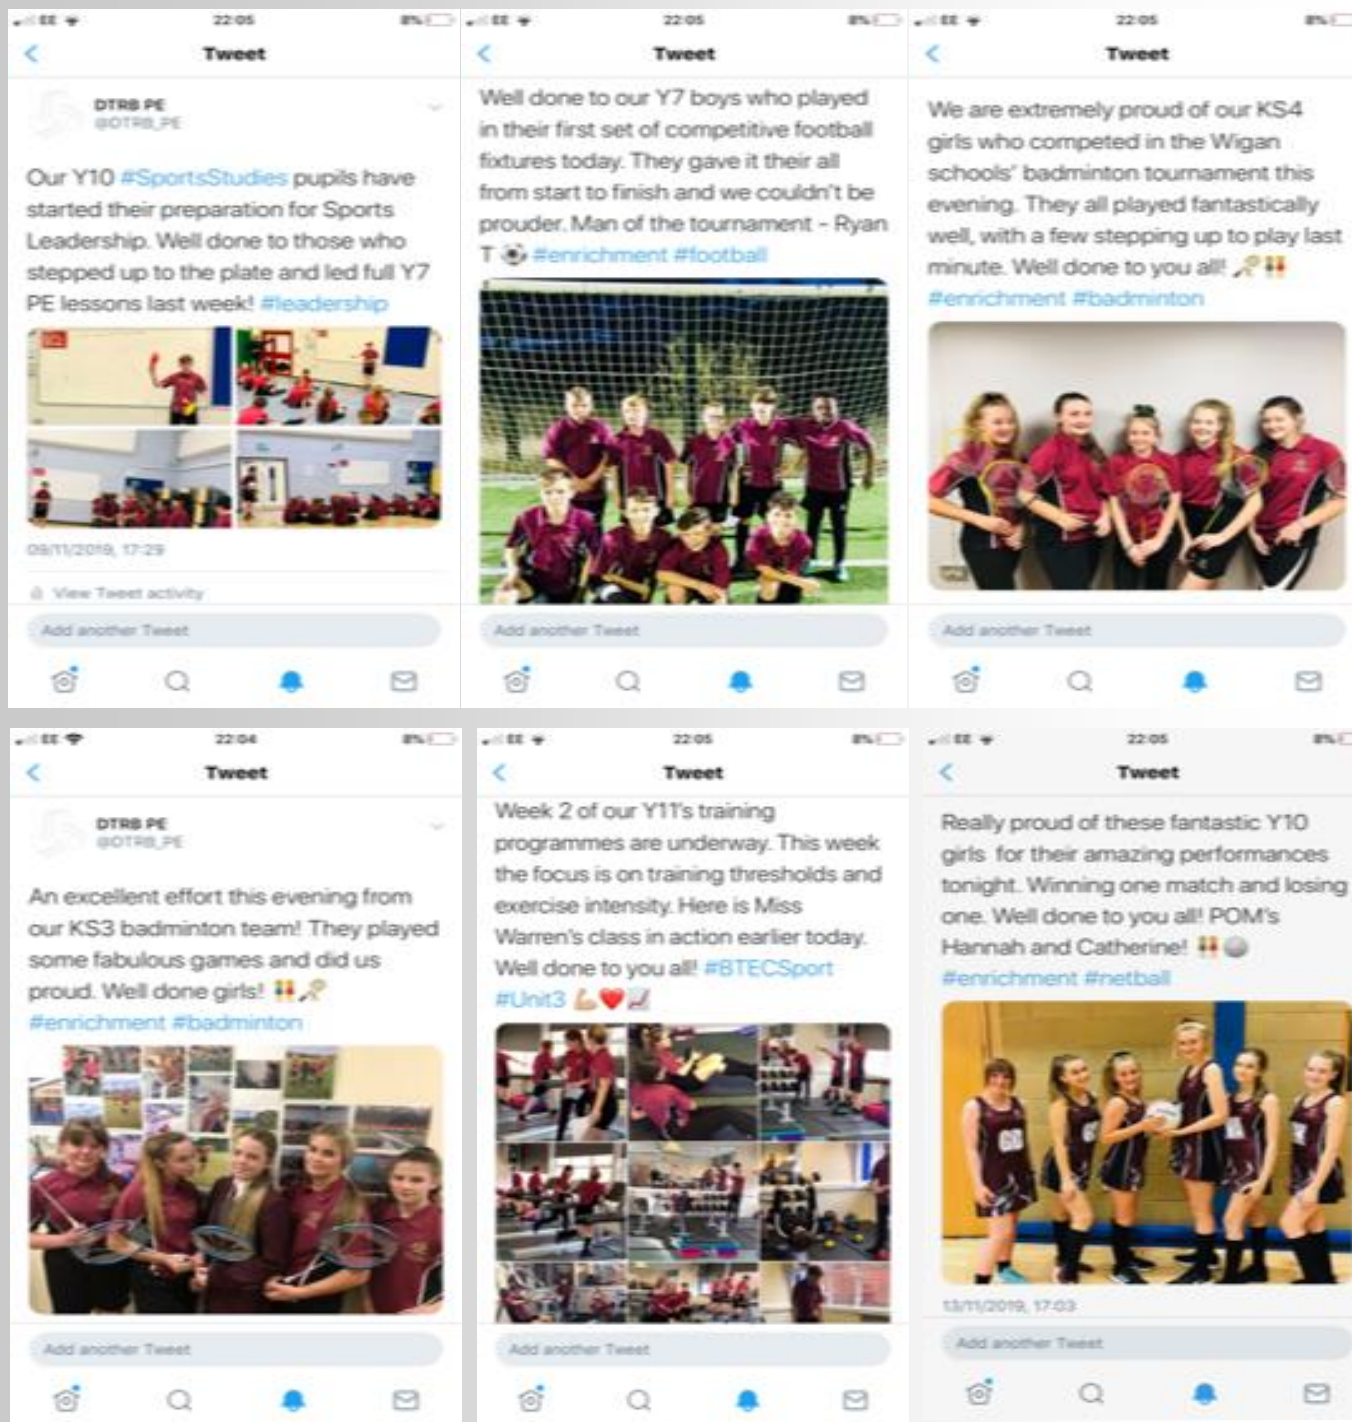 EE 22:05 8%
Tweet
DTRB PE
@DTRB_PE
Our Y10 #SportsStudies pupils have
started their preparation for Sports
Leadership. Well done to those who
stepped up to the plate and led full Y7
PE lessons last week! #leadership
09/11/2019, 17:29
View Tweet activity
Add another Tweet
EE 22:05 8%
Tweet
Well done to our Y7 boys who played
in their first set of competitive football
fixtures today. They gave it their all
from start to finish and we couldn't be
prouder. Man of the tournament - Ryan
T ⚽ #enrichment #football
Add another Tweet
EE 22:05 8%
Tweet
We are extremely proud of our KS4
girls who competed in the Wigan
schools' badminton tournament this
evening. They all played fantastically
well, with a few stepping up to play last
minute. Well done to you all!
#enrichment #badminton
Add another Tweet
EE 22:04 8%
Tweet
DTRB PE
@DTRB_PE
An excellent effort this evening from
our KS3 badminton team! They played
some fabulous games and did us
proud. Well done girls!
#enrichment #badminton
Add another Tweet
EE 22:05 8%
Tweet
Week 2 of our Y11's training
programmes are underway. This week
the focus is on training thresholds and
exercise intensity. Here is Miss
Warren's class in action earlier today.
Well done to you all! #BTECSport
#Unit3 💪❤️📈
Add another Tweet
EE 22:05 8%
Tweet
Really proud of these fantastic Y10
girls for their amazing performances
tonight. Winning one match and losing
one. Well done to you all! POM's
Hannah and Catherine!
#enrichment #netball
GD
13/11/2019, 17:03
Add another Tweet